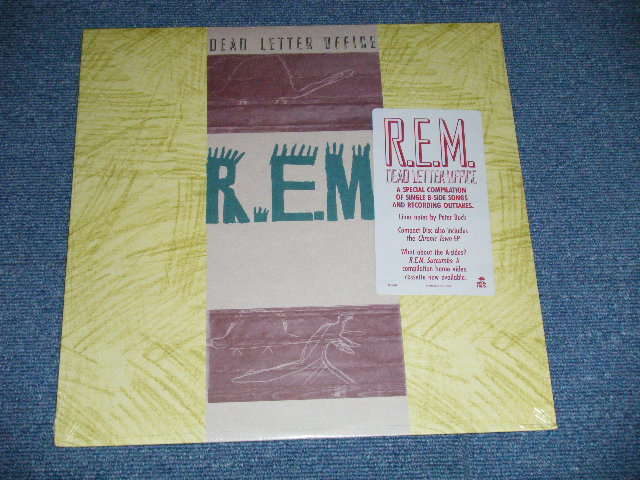 DEAD LETTER OFFICE
R.E.M.
R.E.M.
DEAD LETTER OFFICE
A SPECIAL COMPILATION
OF SINGLE B-SIDE SONGS
AND RECORDING OUTTAKES.
Liner notes by Peter Buck
Compact Disc also includes
the Chronic Town EP
What about the A-sides?
R.E.M. Succumbs A
compilation home video
cassette now available.